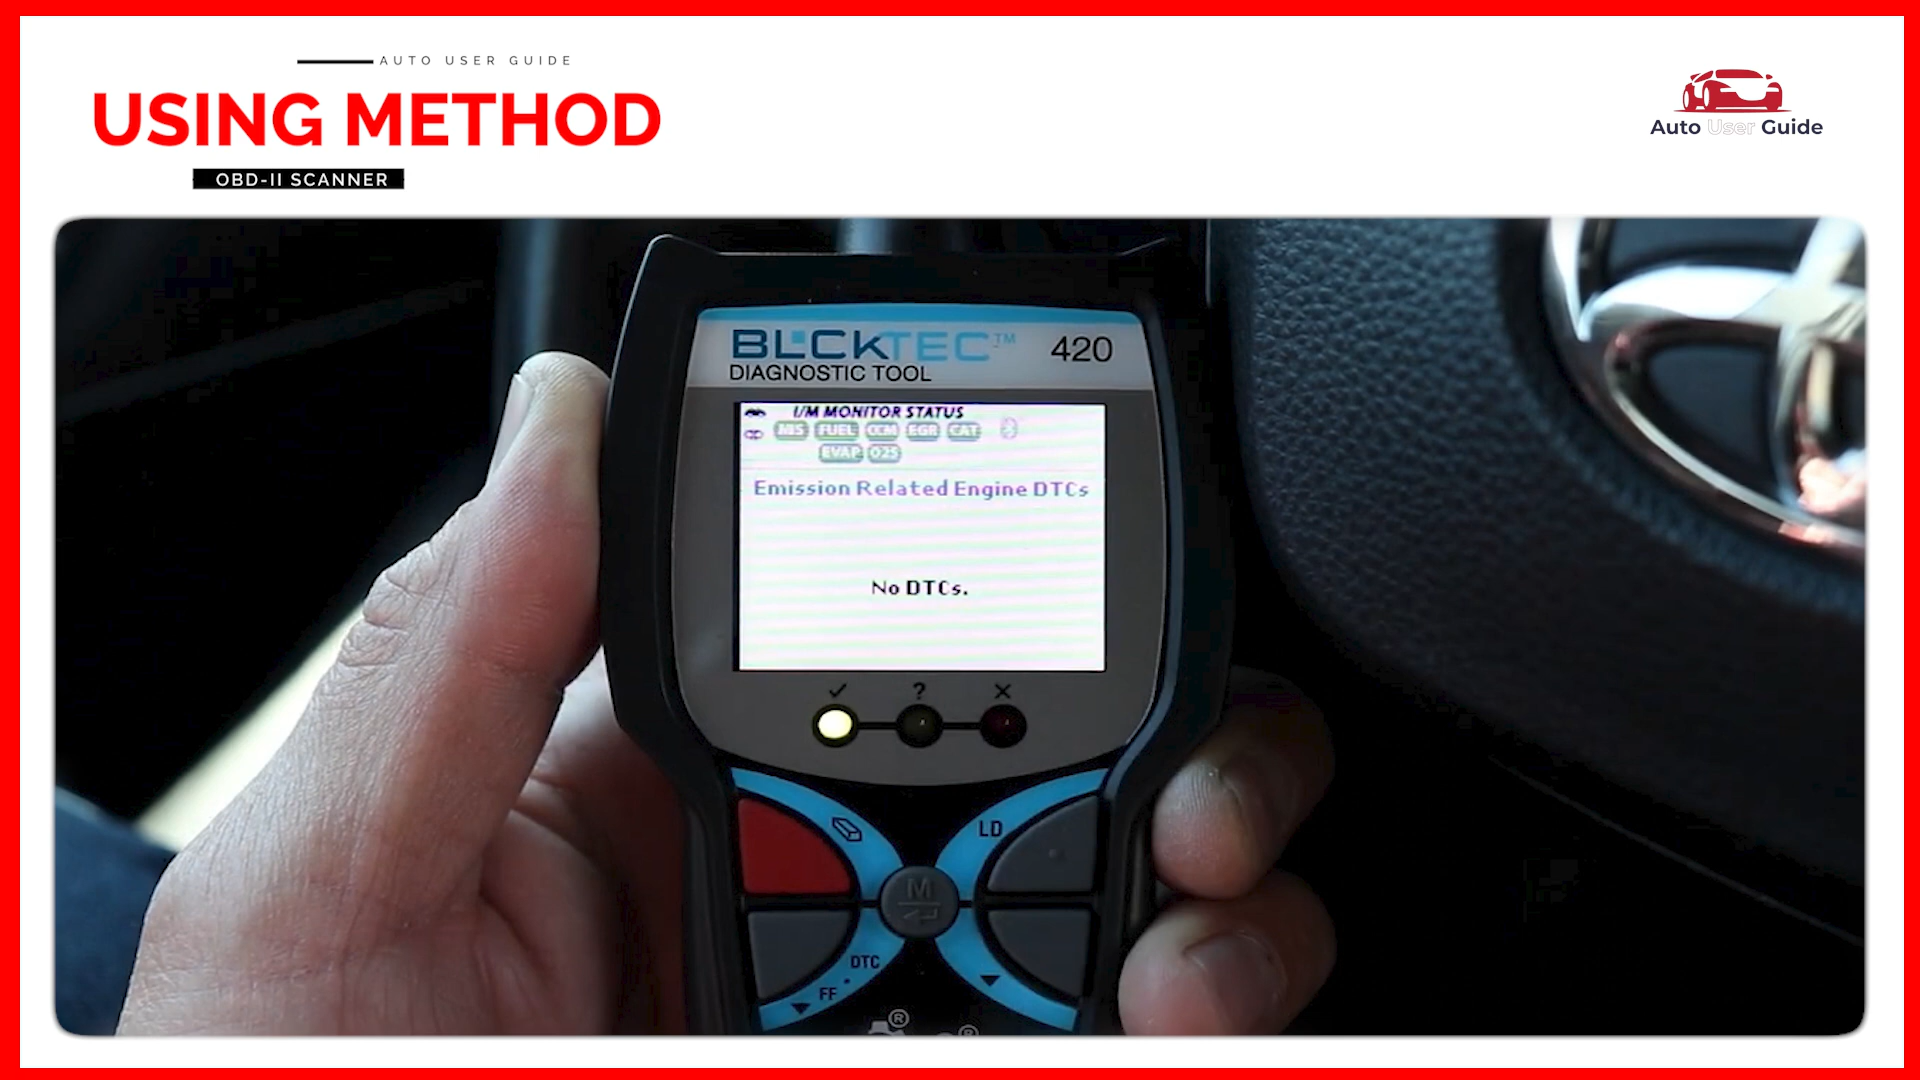 AUTO USER GUIDE
USING METHOD
OBD-II SCANNER
Auto User Guide
BLCKTEC™ 420
DIAGNOSTIC TOOL
I/M MONITOR STATUS
MIS FUEL CCM EGR CAT
EVAP O2S
Emission Related Engine DTCs
No DTCs.
✓ ? ✕
LD
M
DTC
FF
® ®